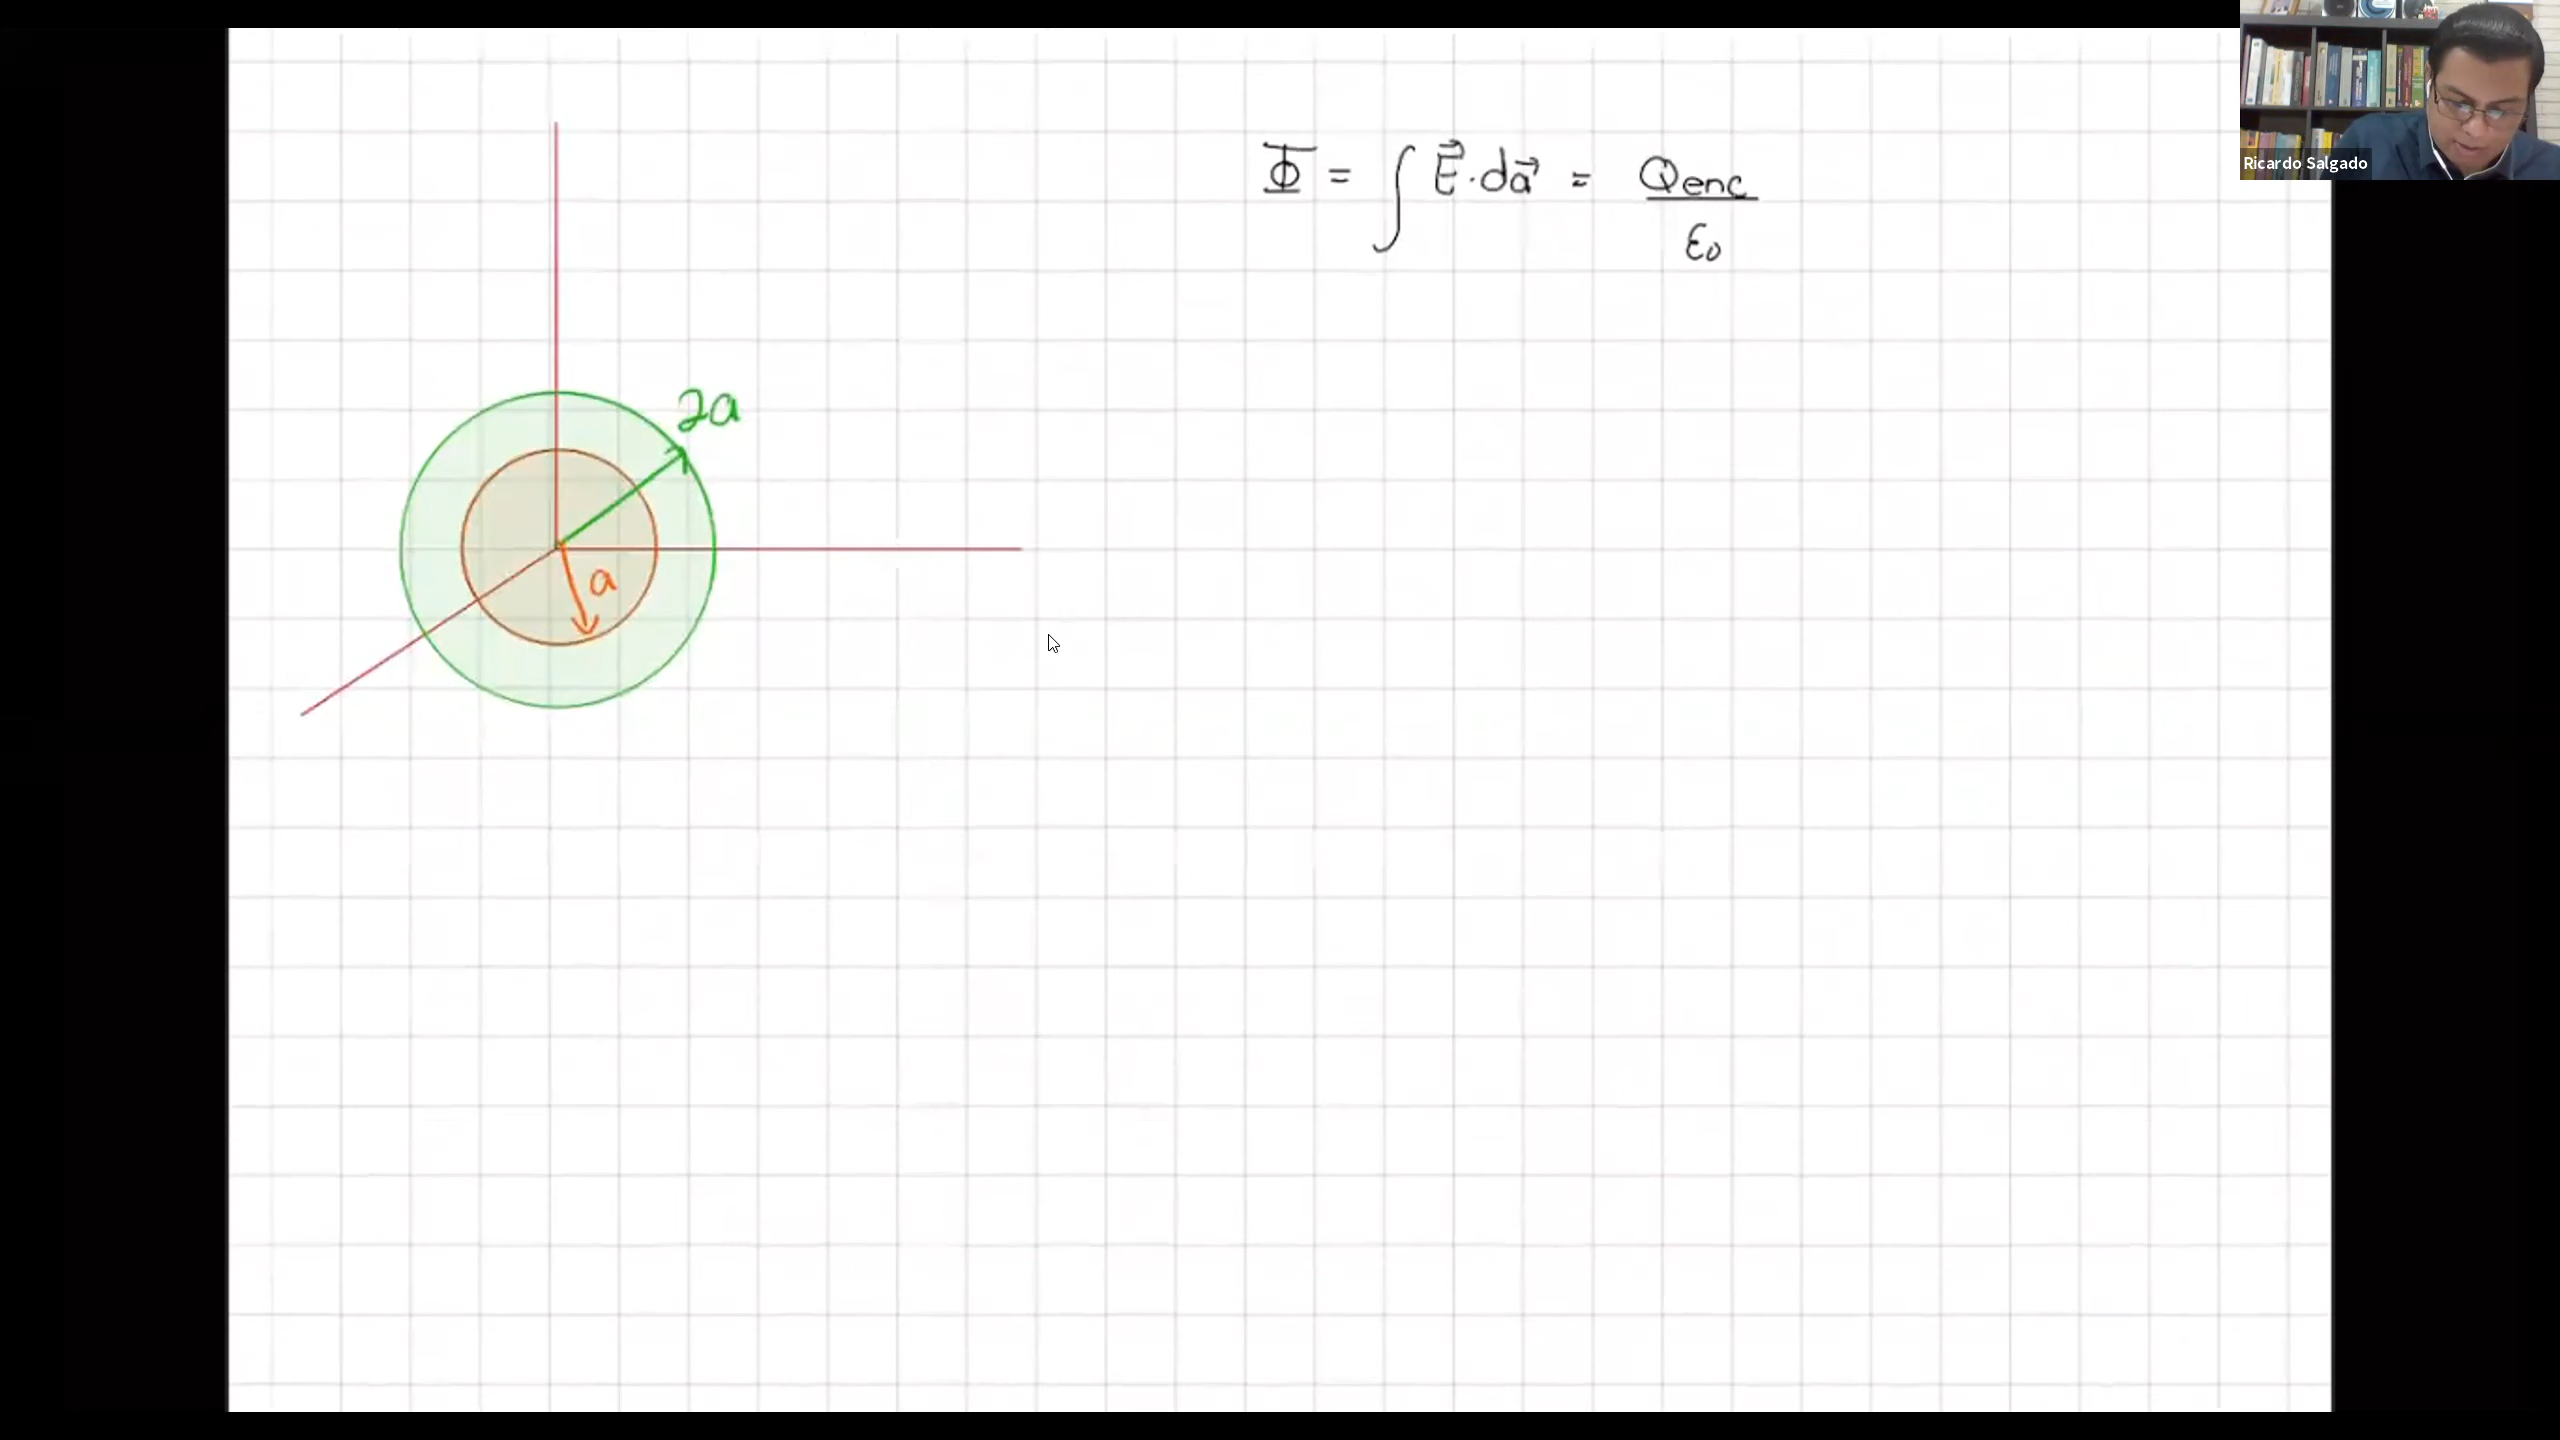 Φ = ∫ E⃗·da⃗ = Qenc / ε0
2a
a
Ricardo Salgado